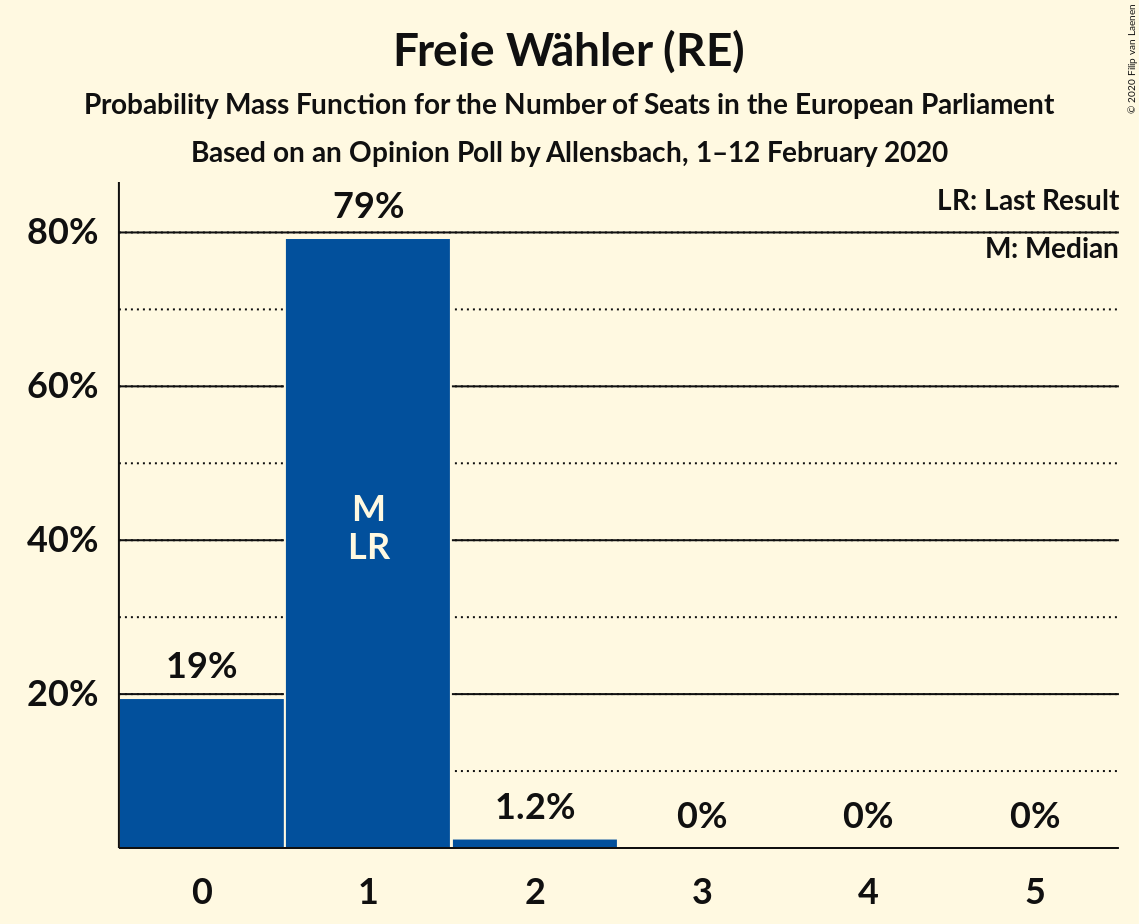 Freie Wähler (RE)
Probability Mass Function for the Number of Seats in the European Parliament
Based on an Opinion Poll by Allensbach, 1–12 February 2020
© 2020 Filip van Laenen
LR: Last Result
M: Median
80%
60%
40%
20%
19%
79%
M
LR
1.2%
0%
0%
0%
0
1
2
3
4
5